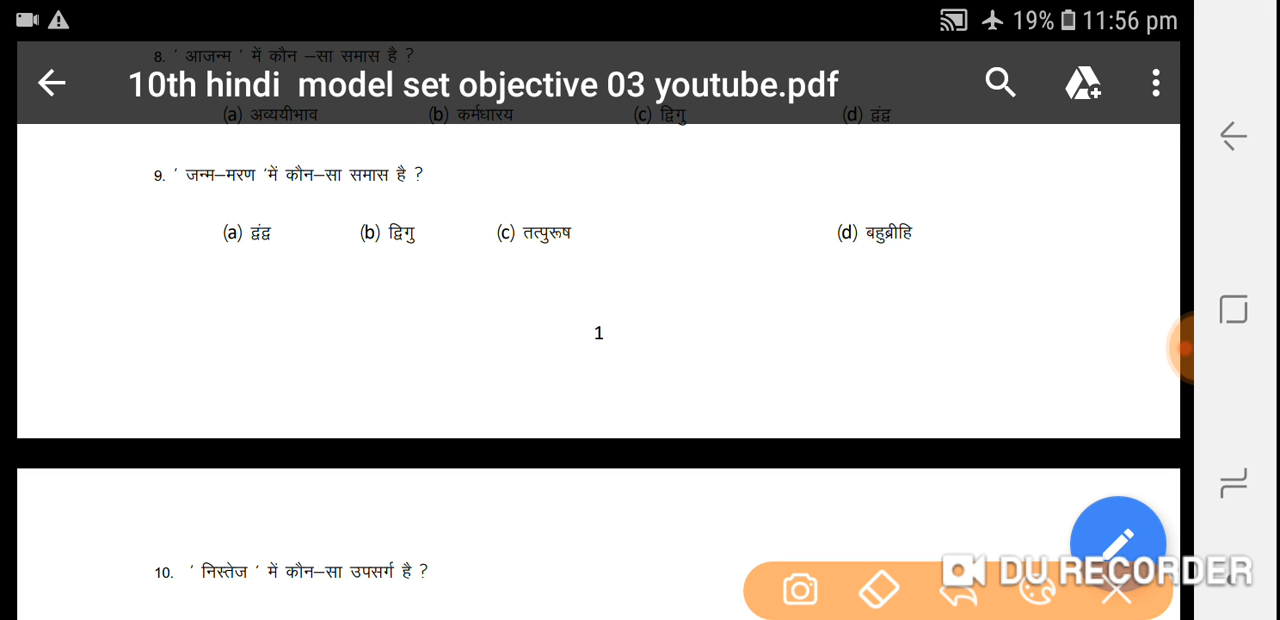 19% 11:56 pm
8. ' आजन्म ' में कौन –सा समास है ?
10th hindi model set objective 03 youtube.pdf
(a) अव्ययीभाव (b) कर्मधारय (c) द्विगु (d) द्वंद्व
9. ' जन्म–मरण 'में कौन–सा समास है ?
(a) द्वंद्व (b) द्विगु (c) तत्पुरूष (d) बहुब्रीहि
1
10. ' निस्तेज ' में कौन–सा उपसर्ग है ?
DU RECORDER